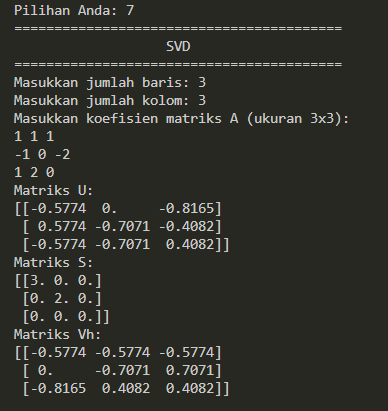 Pilihan Anda: 7
=========================================
SVD
=========================================
Masukkan jumlah baris: 3
Masukkan jumlah kolom: 3
Masukkan koefisien matriks A (ukuran 3x3):
1 1 1
-1 0 -2
1 2 0
Matriks U:
[[-0.5774  0.     -0.8165]
 [ 0.5774 -0.7071 -0.4082]
 [-0.5774 -0.7071  0.4082]]
Matriks S:
[[3. 0. 0.]
 [0. 2. 0.]
 [0. 0. 0.]]
Matriks Vh:
[[-0.5774 -0.5774 -0.5774]
 [ 0.     -0.7071  0.7071]
 [-0.8165  0.4082  0.4082]]